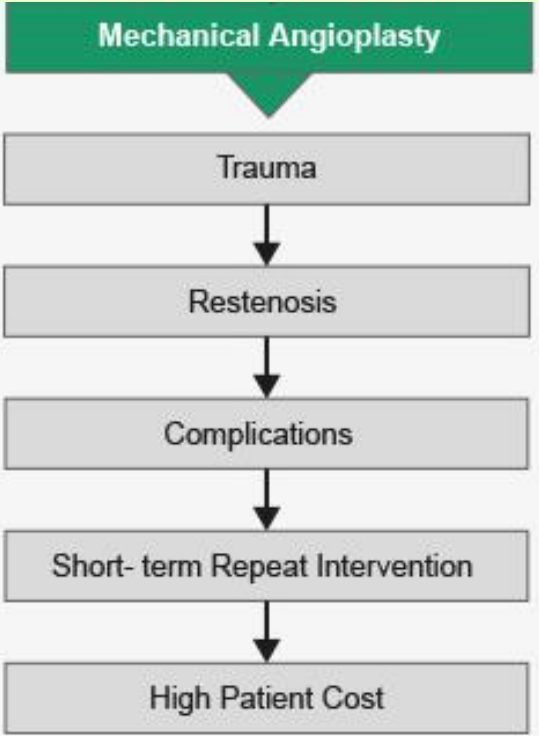 Mechanical Angioplasty
Trauma
Restenosis
Complications
Short- term Repeat Intervention
High Patient Cost